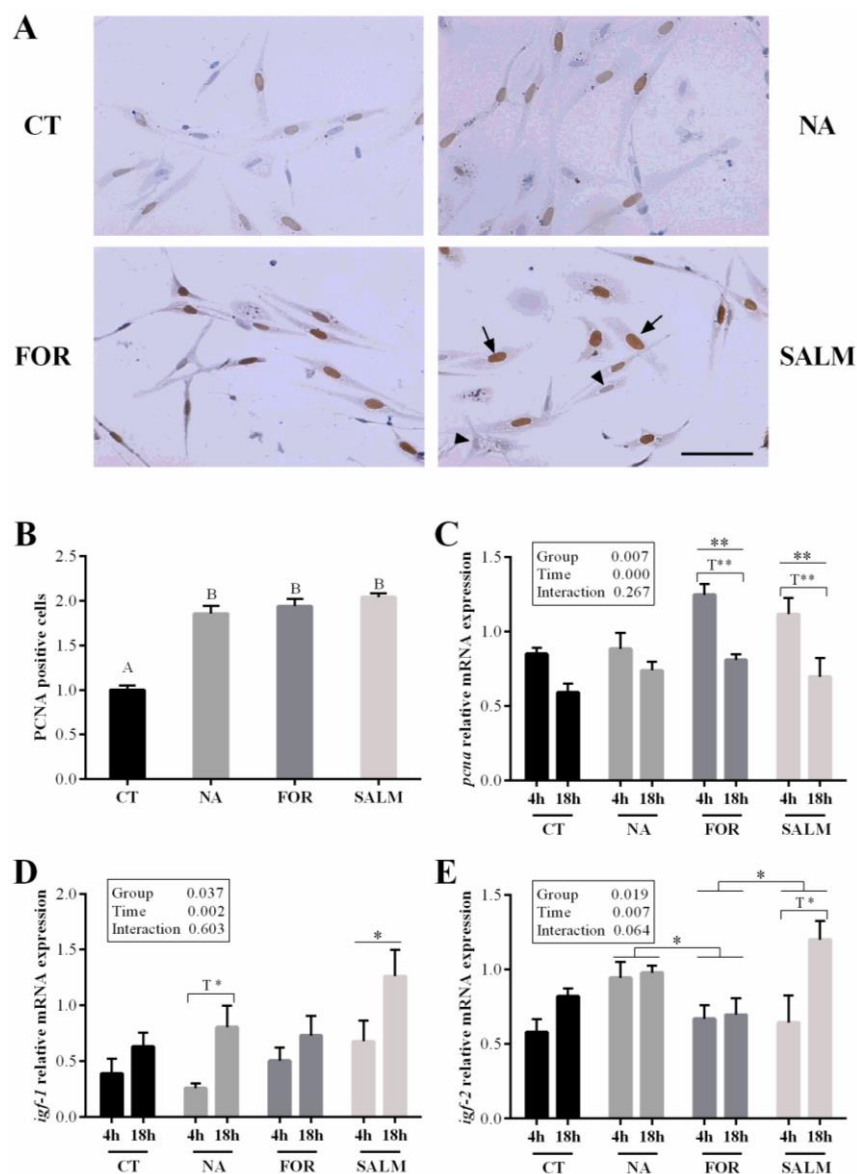 A
CT
NA
FOR
SALM
B
PCNA positive cells
2.5
2.0
1.5
1.0
0.5
0.0
A
B
B
B
CT NA FOR SALM
C
pcna relative mRNA expression
1.5
1.0
0.5
0.0
Group 0.007
Time 0.000
Interaction 0.267
**
T**
**
T**
4h 18h 4h 18h 4h 18h 4h 18h
CT NA FOR SALM
D
igf-1 relative mRNA expression
2.0
1.5
1.0
0.5
0.0
Group 0.037
Time 0.002
Interaction 0.603
T *
*
4h 18h 4h 18h 4h 18h 4h 18h
CT NA FOR SALM
E
igf-2 relative mRNA expression
1.5
1.0
0.5
0.0
Group 0.019
Time 0.007
Interaction 0.064
*
*
T *
4h 18h 4h 18h 4h 18h 4h 18h
CT NA FOR SALM